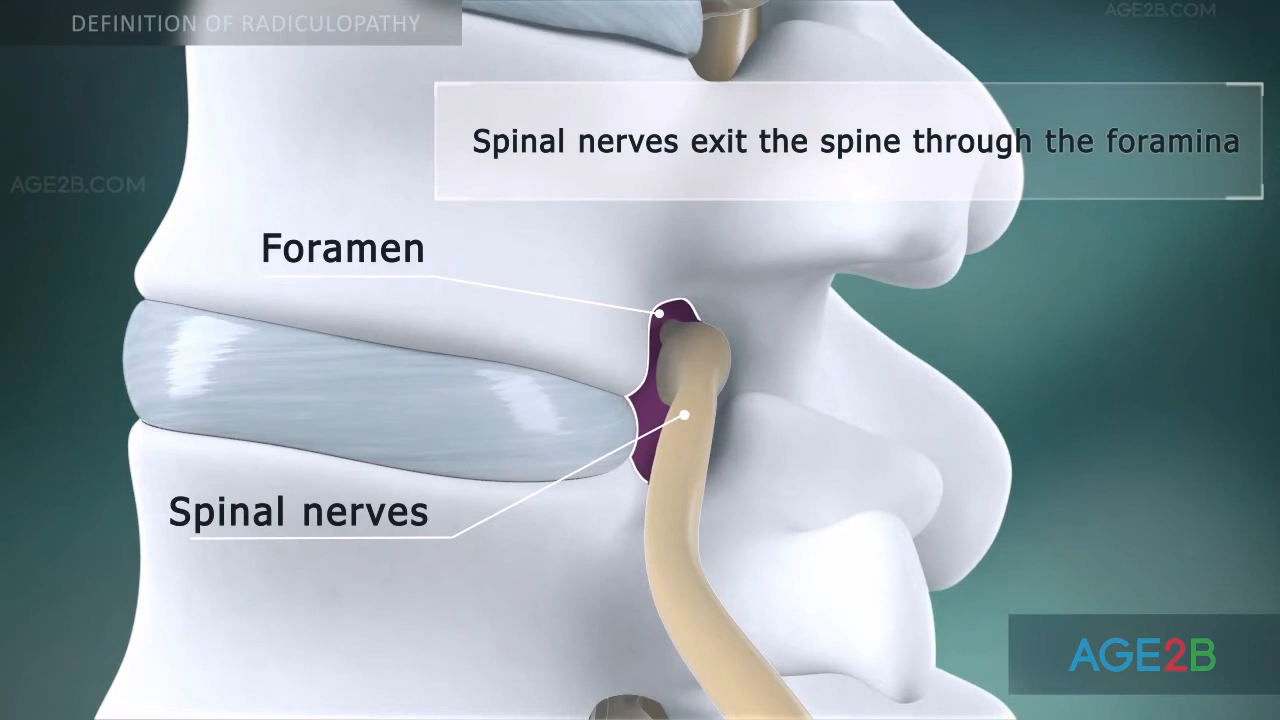 DEFINITION OF RADICULOPATHY
AGE2B.COM
Spinal nerves exit the spine through the foramina
AGE2B.COM
Foramen
Spinal nerves
AGE2B